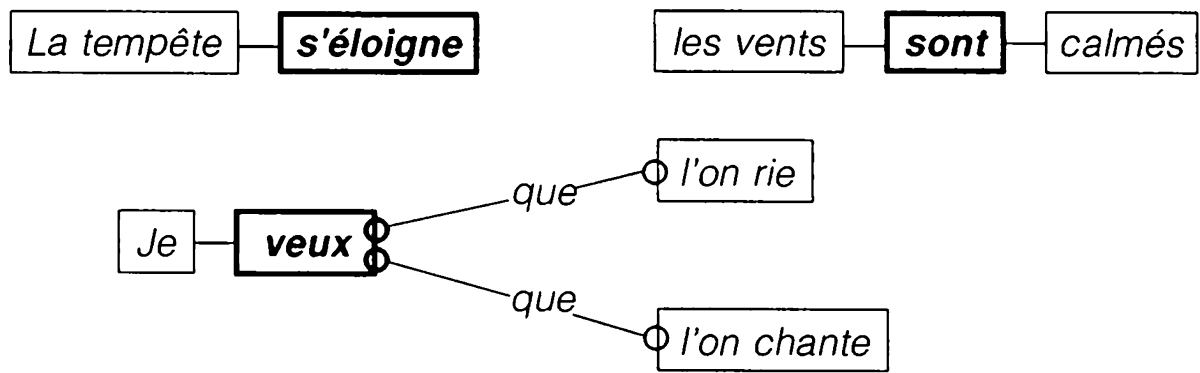 La tempête s'éloigne les vents sont calmés
que l'on rie
Je veux
que l'on chante